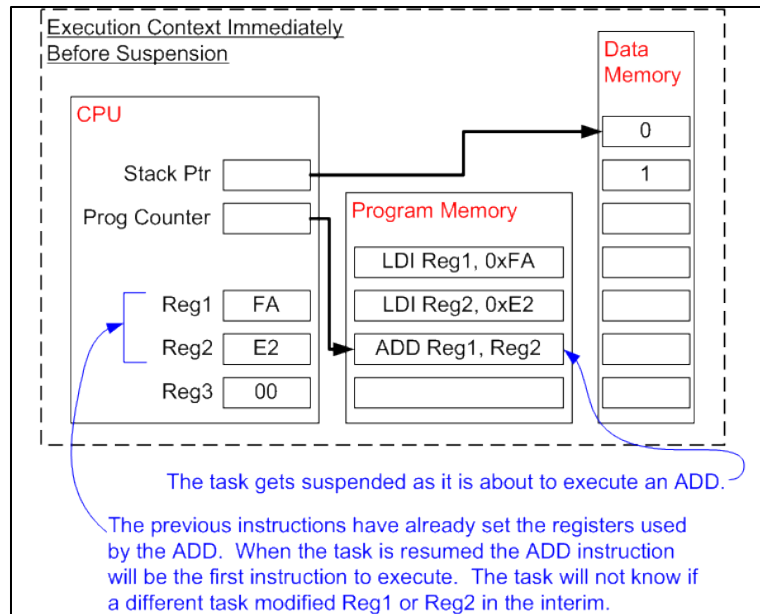 Execution Context Immediately
Before Suspension
Data
Memory
CPU
0
Stack Ptr
1
Prog Counter
Program Memory
LDI Reg1, 0xFA
Reg1 FA
LDI Reg2, 0xE2
Reg2 E2
ADD Reg1, Reg2
Reg3 00
The task gets suspended as it is about to execute an ADD.
The previous instructions have already set the registers used
by the ADD. When the task is resumed the ADD instruction
will be the first instruction to execute. The task will not know if
a different task modified Reg1 or Reg2 in the interim.